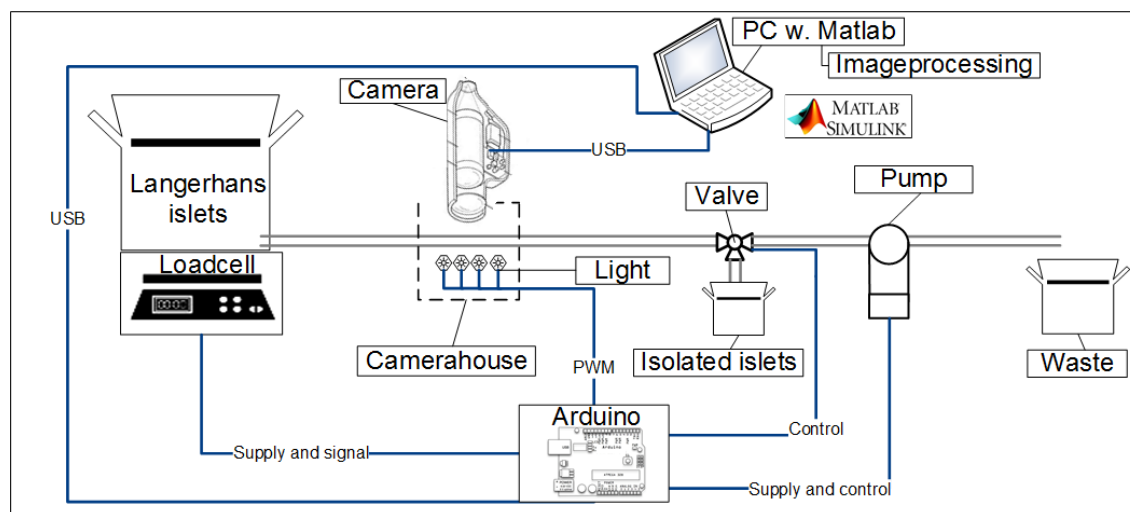 PC w. Matlab
Imageprocessing
Camera
MATLAB
SIMULINK®
USB
Langerhans
islets
Pump
Valve
USB
Loadcell
Light
Camerahouse
Isolated islets
Waste
PWM
Arduino
Control
Supply and signal
Supply and control